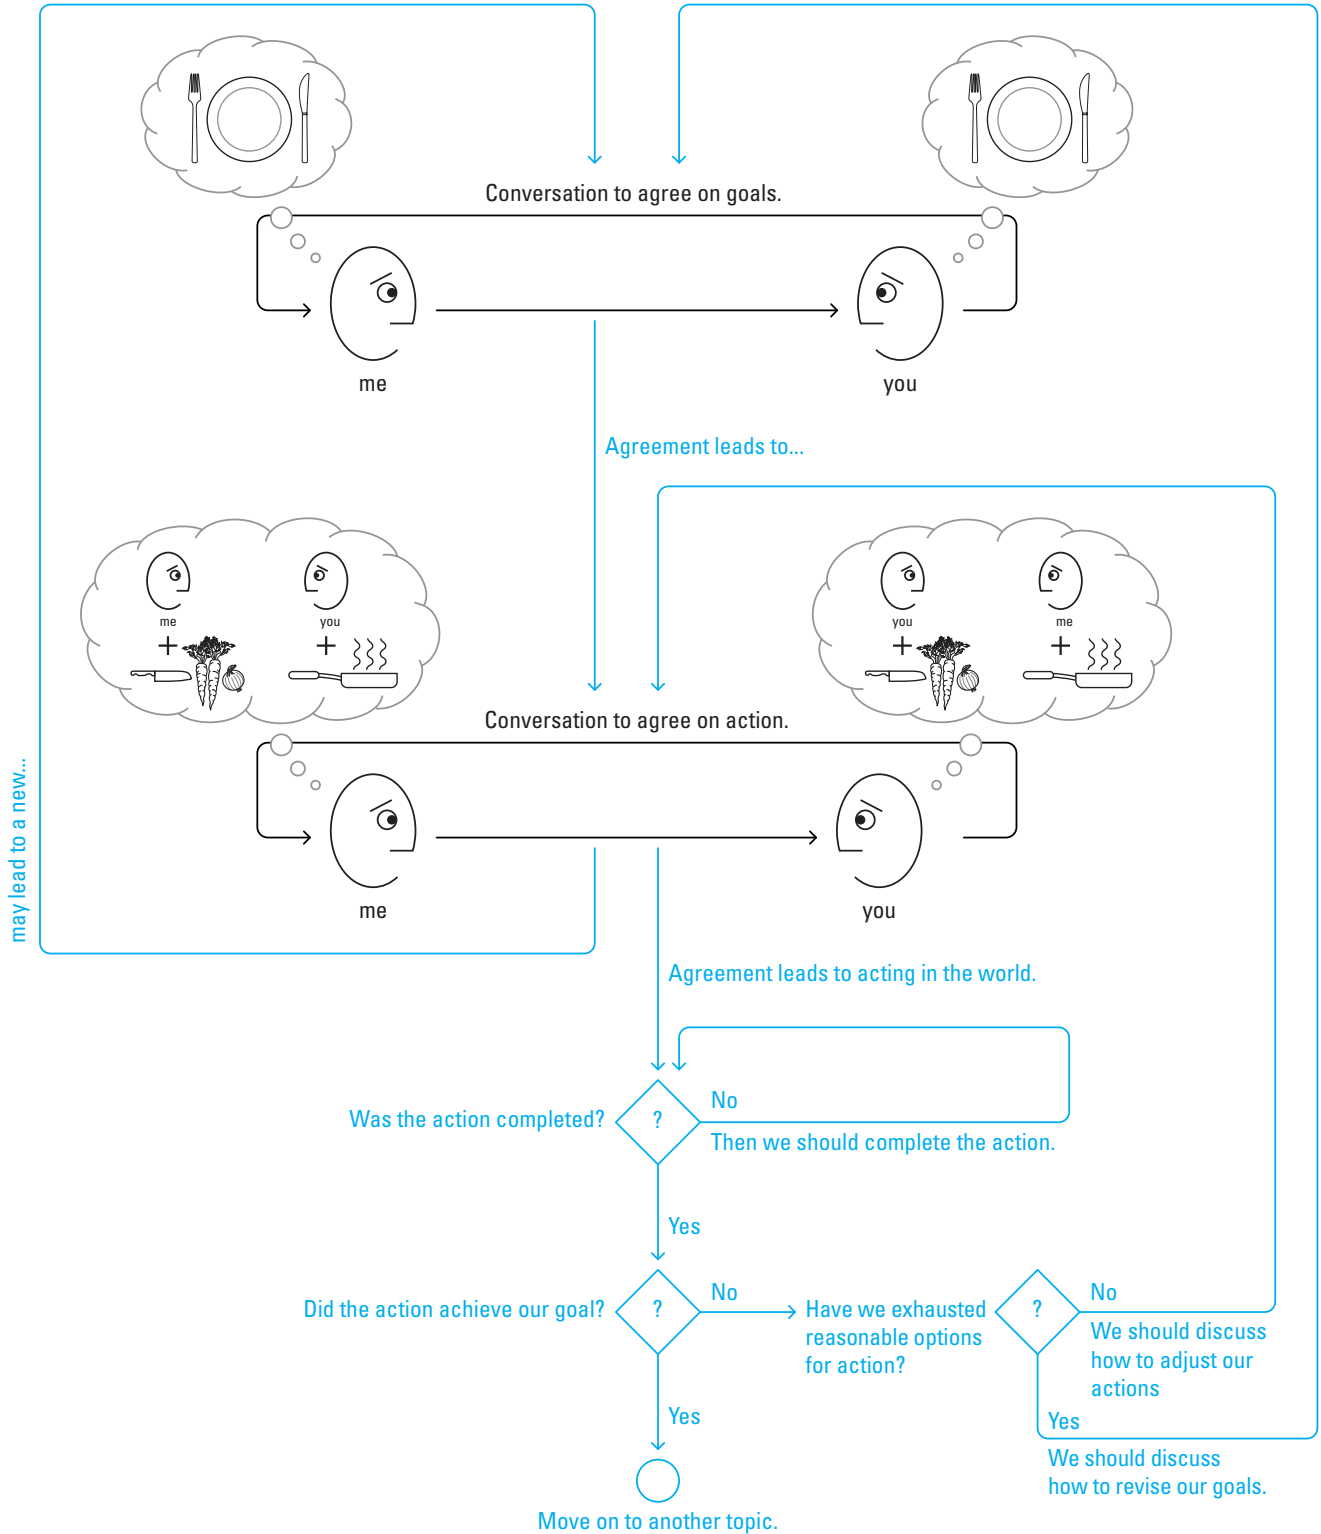 Conversation to agree on goals.
me
you
Agreement leads to...
me
you
+
+
you
me
+
+
Conversation to agree on action.
me
you
may lead to a new...
Agreement leads to acting in the world.
Was the action completed?
?
No
Then we should complete the action.
Yes
Did the action achieve our goal?
?
No
Have we exhausted
reasonable options
for action?
?
No
We should discuss
how to adjust our
actions
Yes
We should discuss
how to revise our goals.
Yes
Move on to another topic.